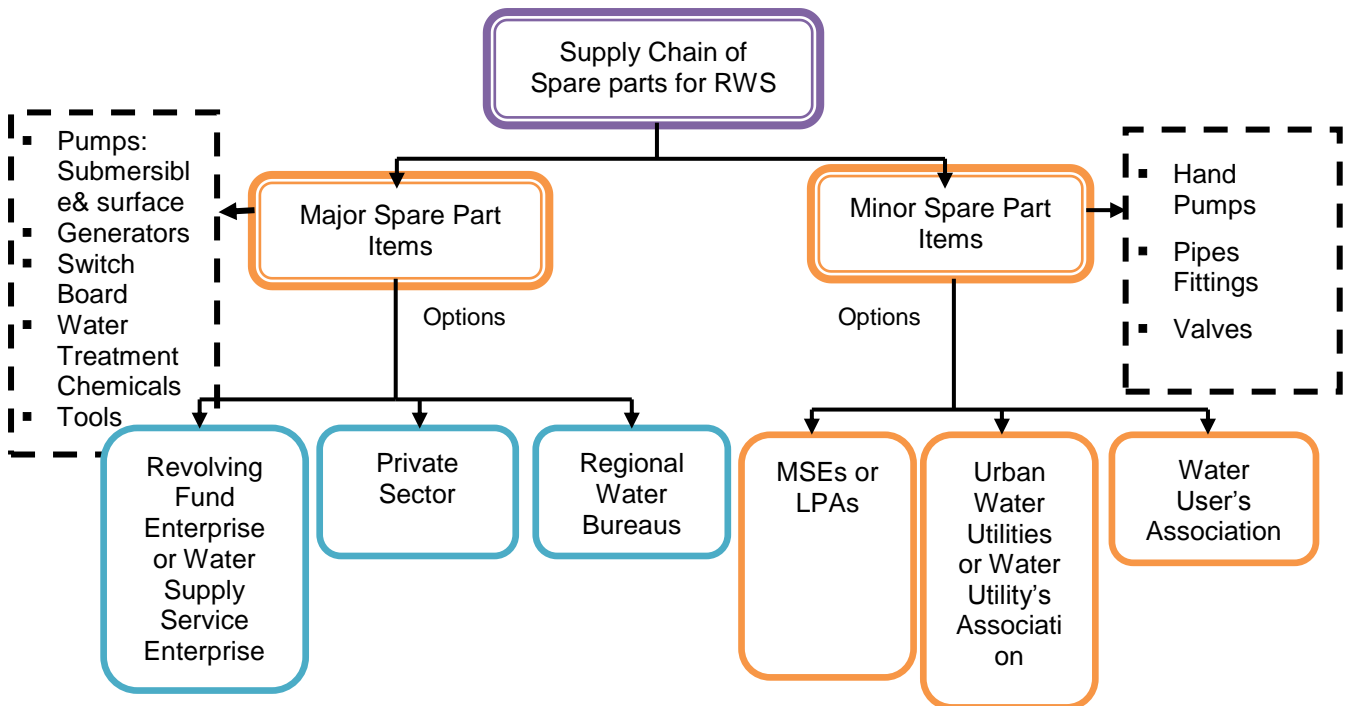 Supply Chain of
Spare parts for RWS
▪ Pumps:
Submersibl
e& surface
▪ Generators
▪ Switch
Board
▪ Water
Treatment
Chemicals
▪ Tools
Major Spare Part
Items
Minor Spare Part
Items
▪ Hand
Pumps
▪ Pipes
Fittings
▪ Valves
Options
Options
Revolving
Fund
Enterprise
or Water
Supply
Service
Enterprise
Private
Sector
Regional
Water
Bureaus
MSEs or
LPAs
Urban
Water
Utilities
or Water
Utility's
Associati
on
Water
User's
Association